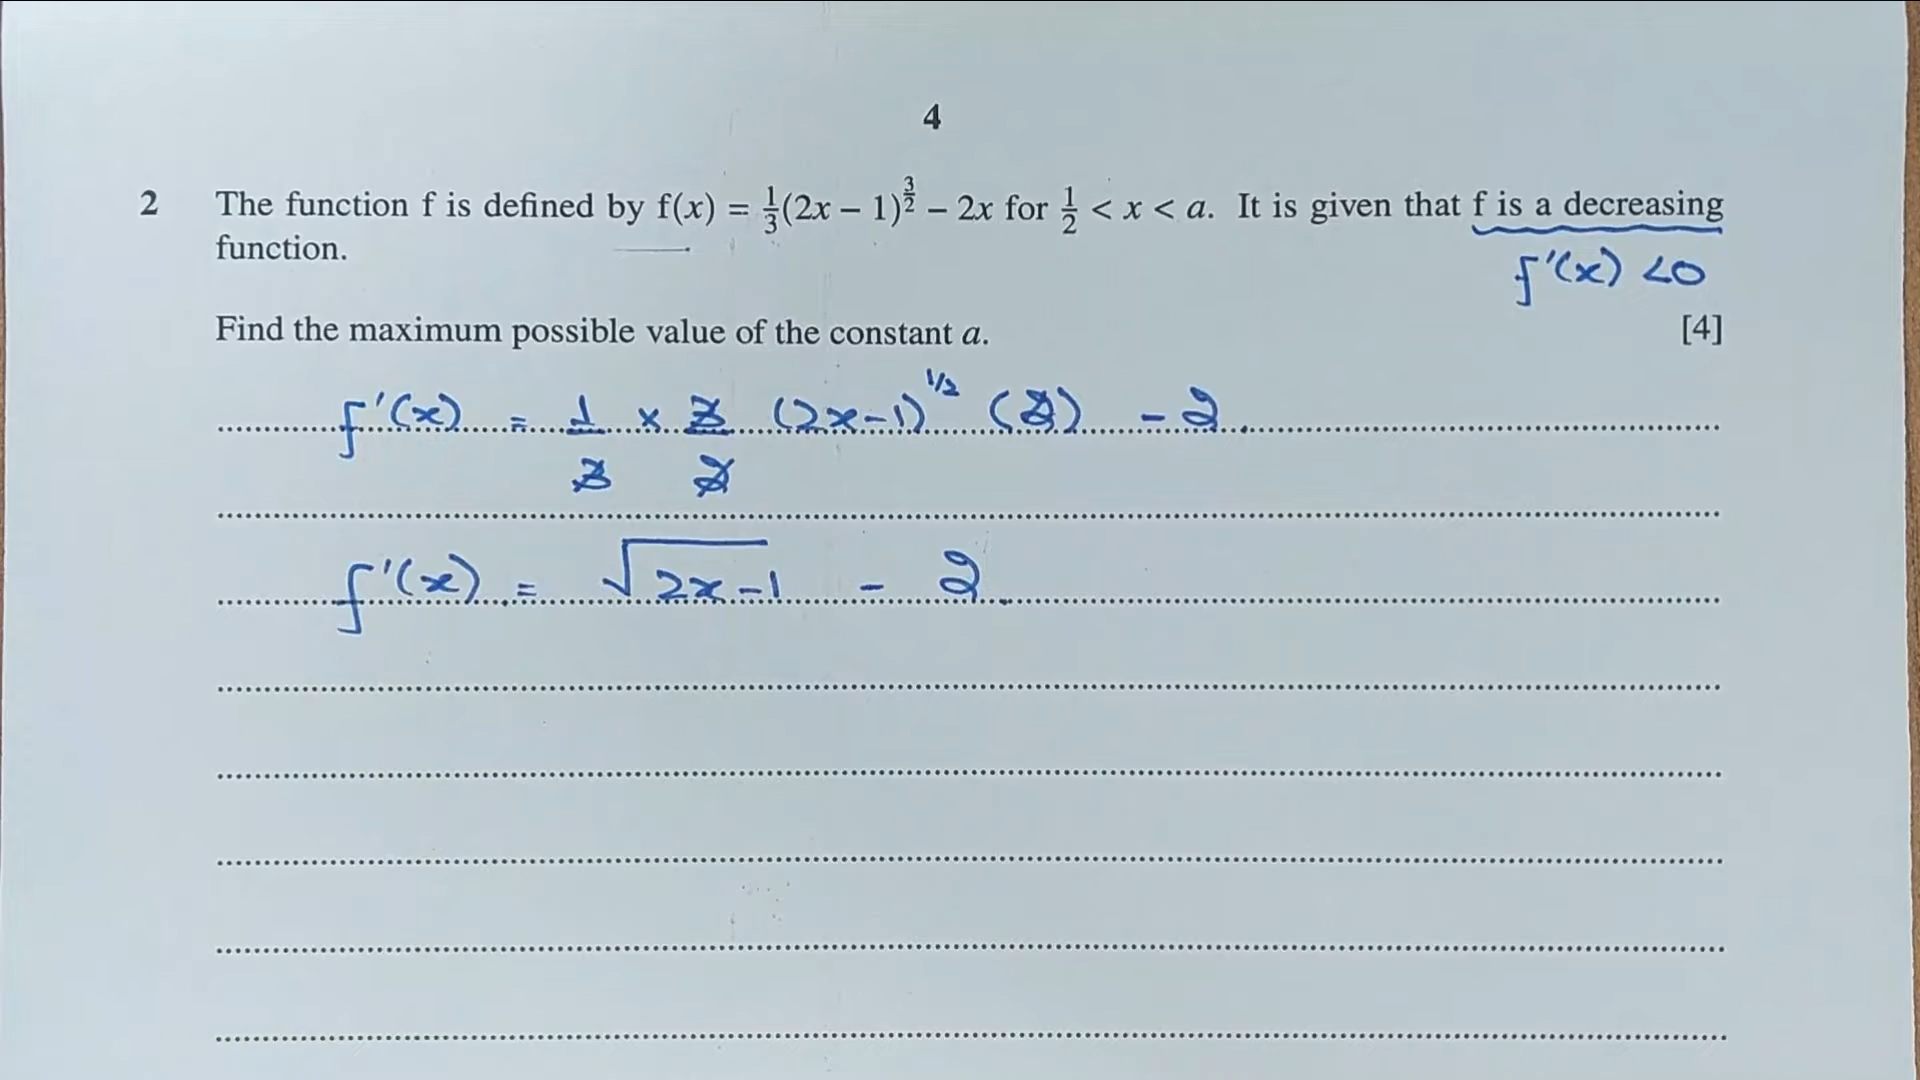 4
2 The function f is defined by f(x) = 1/3(2x − 1)^(3/2) − 2x for 1/2 < x < a. It is given that f is a decreasing
function.
f'(x) <0
Find the maximum possible value of the constant a. [4]
f'(x) = 1/3 × 3/2 (2x-1)^1/2 (2) - 2.
f'(x) = √(2x-1) - 2.